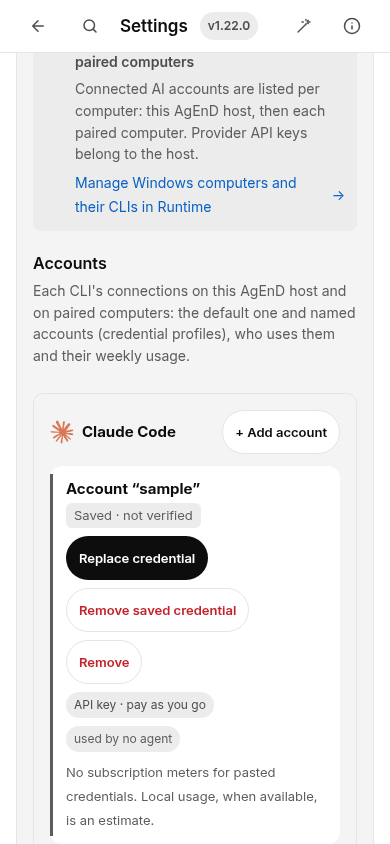 Settings
v1.22.0
paired computers
Connected AI accounts are listed per
computer: this AgEnD host, then each
paired computer. Provider API keys
belong to the host.
Manage Windows computers and
their CLIs in Runtime
Accounts
Each CLI's connections on this AgEnD host and
on paired computers: the default one and named
accounts (credential profiles), who uses them
and their weekly usage.
Claude Code
+ Add account
Account “sample”
Saved · not verified
Replace credential
Remove saved credential
Remove
API key · pay as you go
used by no agent
No subscription meters for pasted
credentials. Local usage, when available,
is an estimate.